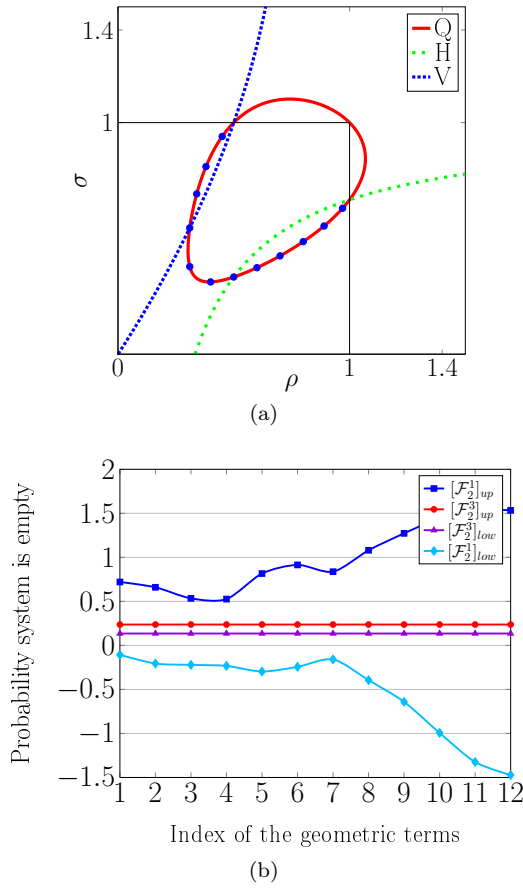 1.4
1
σ
0
ρ
1
1.4
Q
H
V
(a)
2
1.5
1
0.5
0
−0.5
−1
−1.5
Probability system is empty
[𝓕₂¹]up
[𝓕₂³]up
[𝓕₂³]low
[𝓕₂¹]low
1 2 3 4 5 6 7 8 9 10 11 12
Index of the geometric terms
(b)